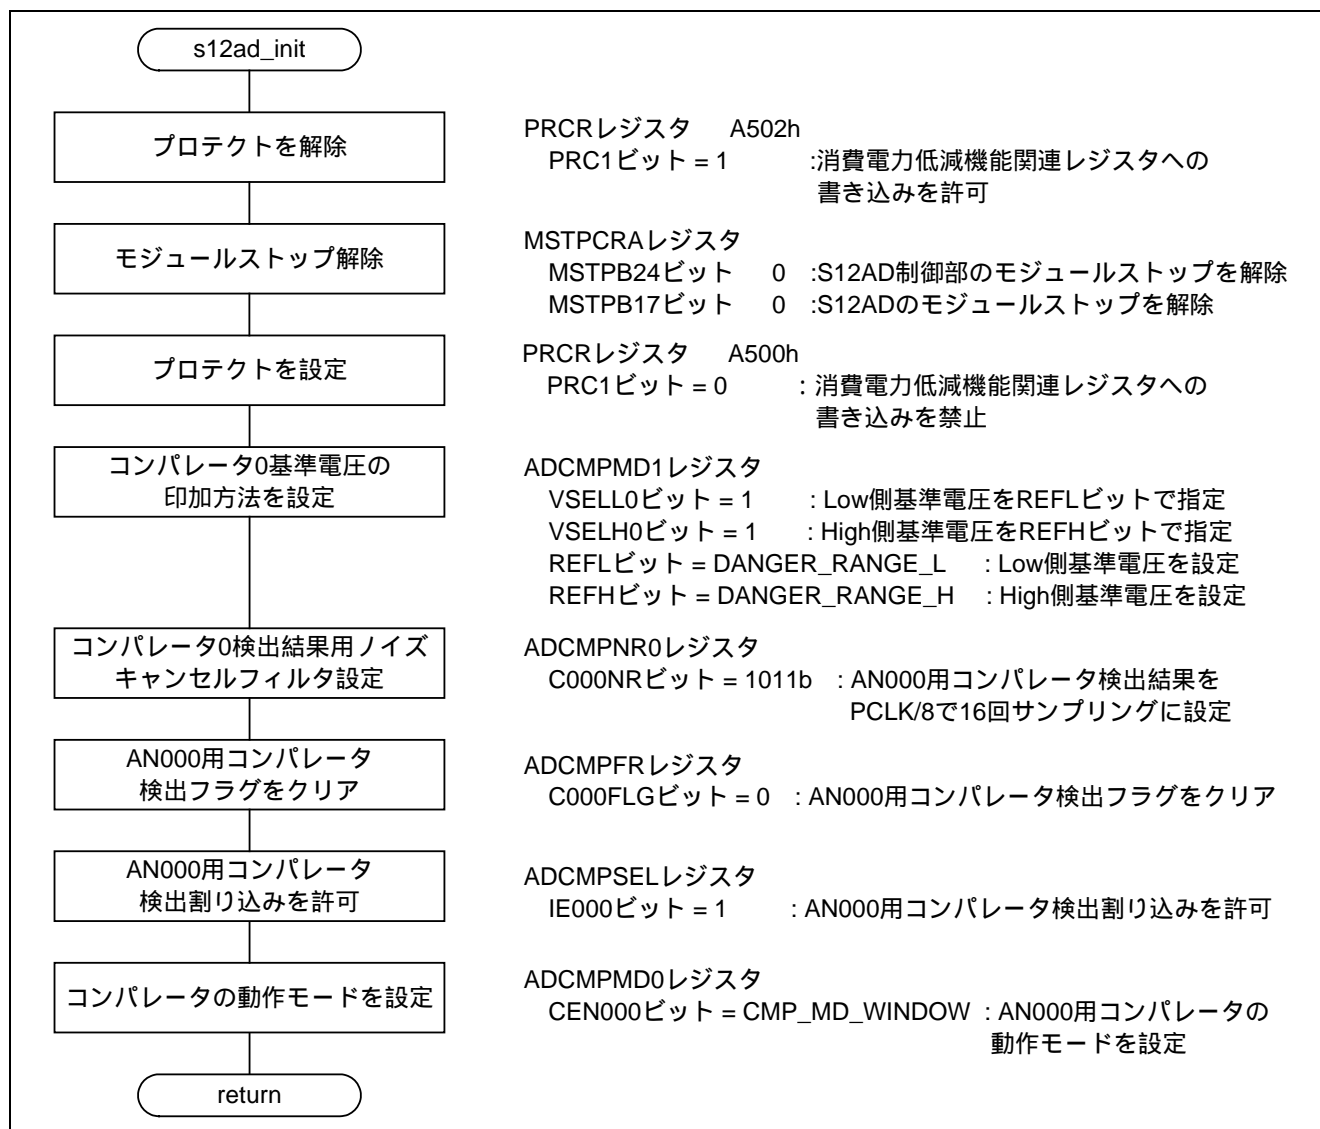 s12ad_init
プロテクトを解除
PRCRレジスタ A502h
PRC1ビット = 1 :消費電力低減機能関連レジスタへの
書き込みを許可
モジュールストップ解除
MSTPCRAレジスタ
MSTPB24ビット 0 :S12AD制御部のモジュールストップを解除
MSTPB17ビット 0 :S12ADのモジュールストップを解除
プロテクトを設定
PRCRレジスタ A500h
PRC1ビット = 0 : 消費電力低減機能関連レジスタへの
書き込みを禁止
コンパレータ0基準電圧の
印加方法を設定
ADCMPMD1レジスタ
VSELL0ビット = 1 : Low側基準電圧をREFLビットで指定
VSELH0ビット = 1 : High側基準電圧をREFHビットで指定
REFLビット = DANGER_RANGE_L : Low側基準電圧を設定
REFHビット = DANGER_RANGE_H : High側基準電圧を設定
コンパレータ0検出結果用ノイズ
キャンセルフィルタ設定
ADCMPNR0レジスタ
C000NRビット = 1011b : AN000用コンパレータ検出結果を
PCLK/8で16回サンプリングに設定
AN000用コンパレータ
検出フラグをクリア
ADCMPFRレジスタ
C000FLGビット = 0 : AN000用コンパレータ検出フラグをクリア
AN000用コンパレータ
検出割り込みを許可
ADCMPSELレジスタ
IE000ビット = 1 : AN000用コンパレータ検出割り込みを許可
コンパレータの動作モードを設定
ADCMPMD0レジスタ
CEN000ビット = CMP_MD_WINDOW : AN000用コンパレータの
動作モードを設定
return